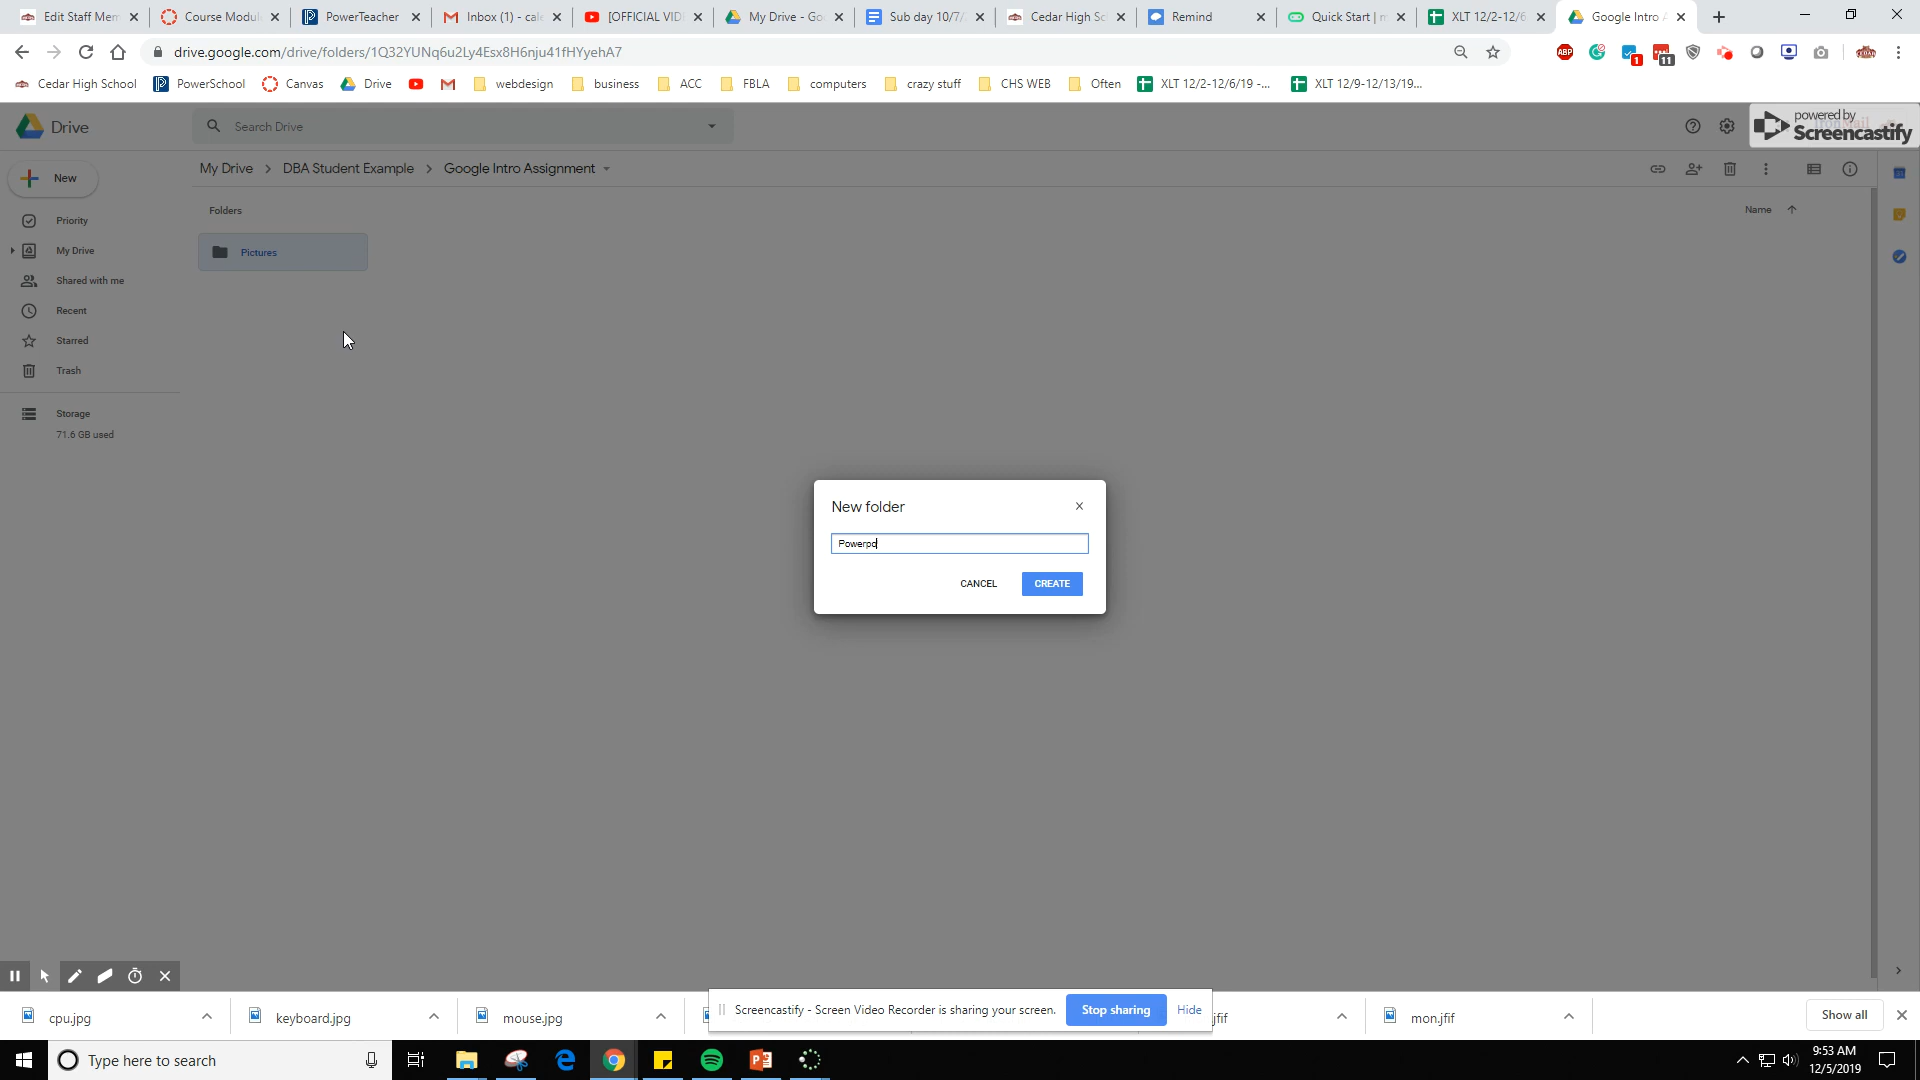 Edit Staff Mem
Course Modul
PowerTeacher
Inbox (1) - cal
[OFFICIAL VID
My Drive - Go
Sub day 10/7/
Cedar High Sc
Remind
Quick Start | m
XLT 12/2-12/6
Google Intro A
drive.google.com/drive/folders/1Q32YUNq6u2Ly4Esx8H6nju41fHYyehA7
ABP
1
11
Cedar High School
PowerSchool
Canvas
Drive
webdesign
business
ACC
FBLA
computers
crazy stuff
CHS WEB
Often
XLT 12/2-12/6/19 -...
XLT 12/9-12/13/19...
Drive
Search Drive
powered by
Screencastify
New
My Drive > DBA Student Example > Google Intro Assignment
Priority
My Drive
Shared with me
Recent
Starred
Trash
Storage
71.6 GB used
Folders
Name
Pictures
New folder
Powerpo
CANCEL
CREATE
cpu.jpg
keyboard.jpg
mouse.jpg
Screencastify - Screen Video Recorder is sharing your screen.
Stop sharing
Hide
jfif
mon.jfif
Show all
Type here to search
9:53 AM
12/5/2019